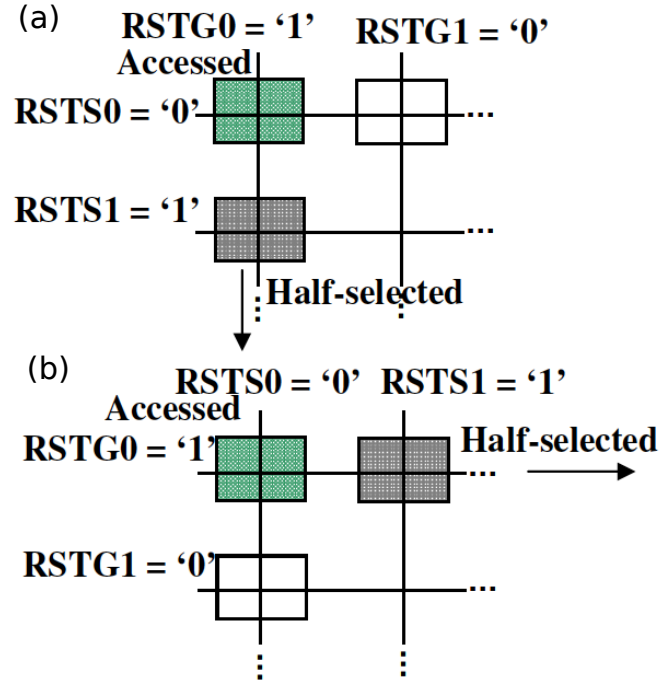 (a)
RSTG0 = ‘1’ RSTG1 = ‘0’
Accessed
RSTS0 = ‘0’ ...
RSTS1 = ‘1’ ...
Half-selected
(b)
RSTS0 = ‘0’ RSTS1 = ‘1’
Accessed
RSTG0 = ‘1’ Half-selected
...
RSTG1 = ‘0’ ...